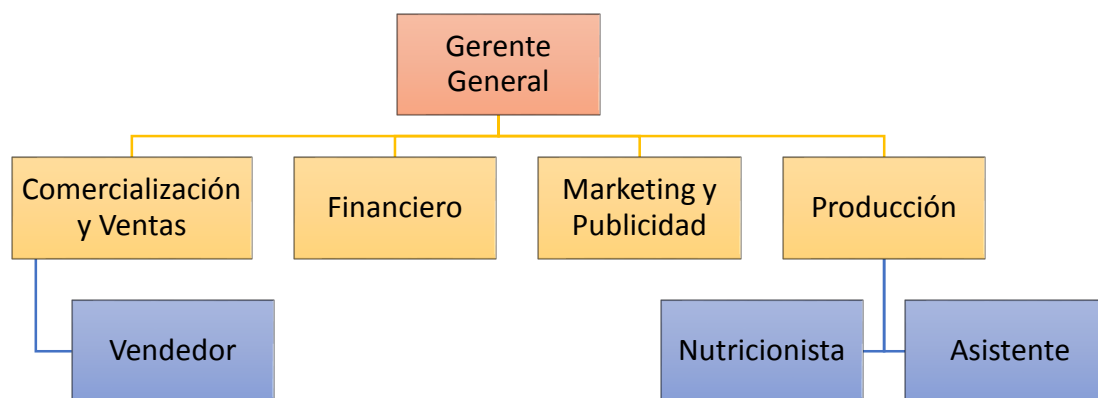 Gerente
General
Comercialización
y Ventas
Financiero
Marketing y
Publicidad
Producción
Vendedor
Nutricionista
Asistente